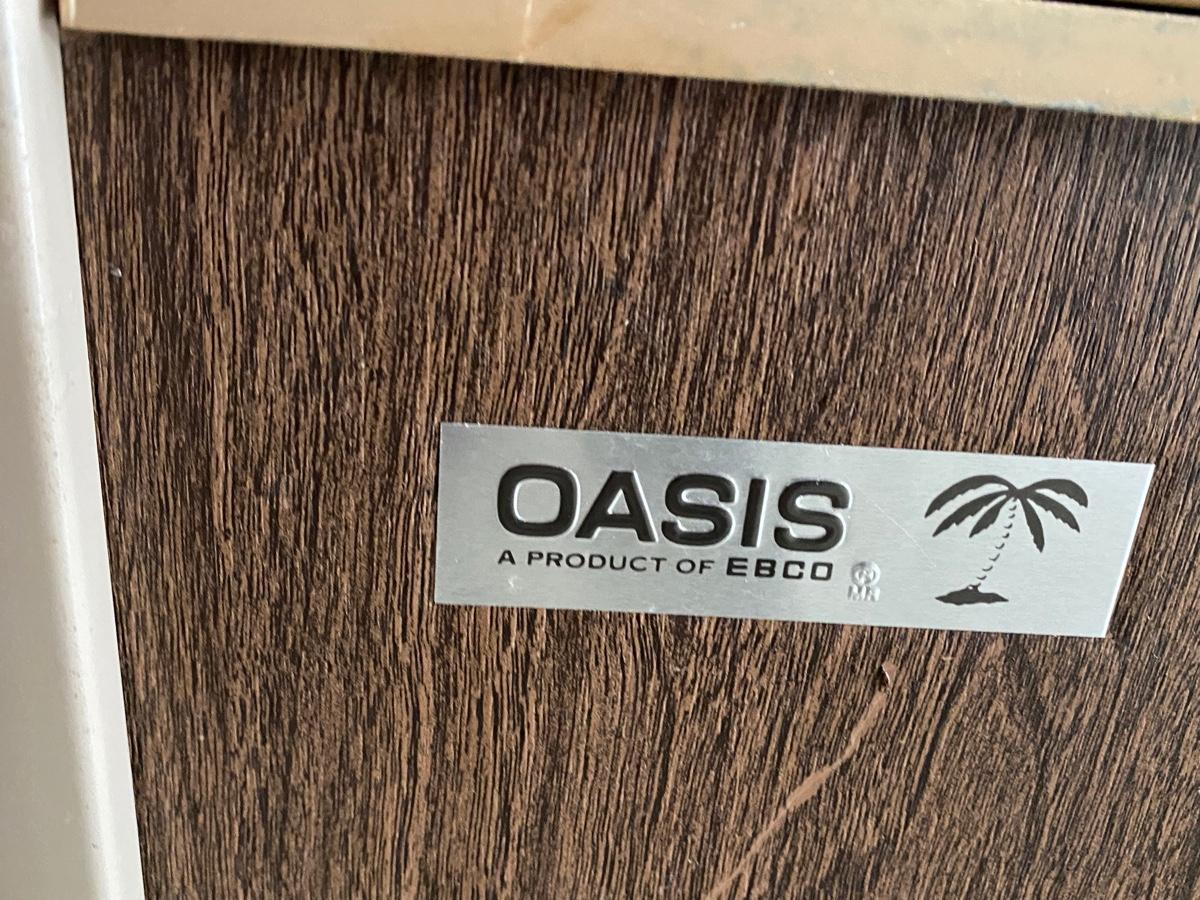 OASIS
A PRODUCT OF EBCO
® MR